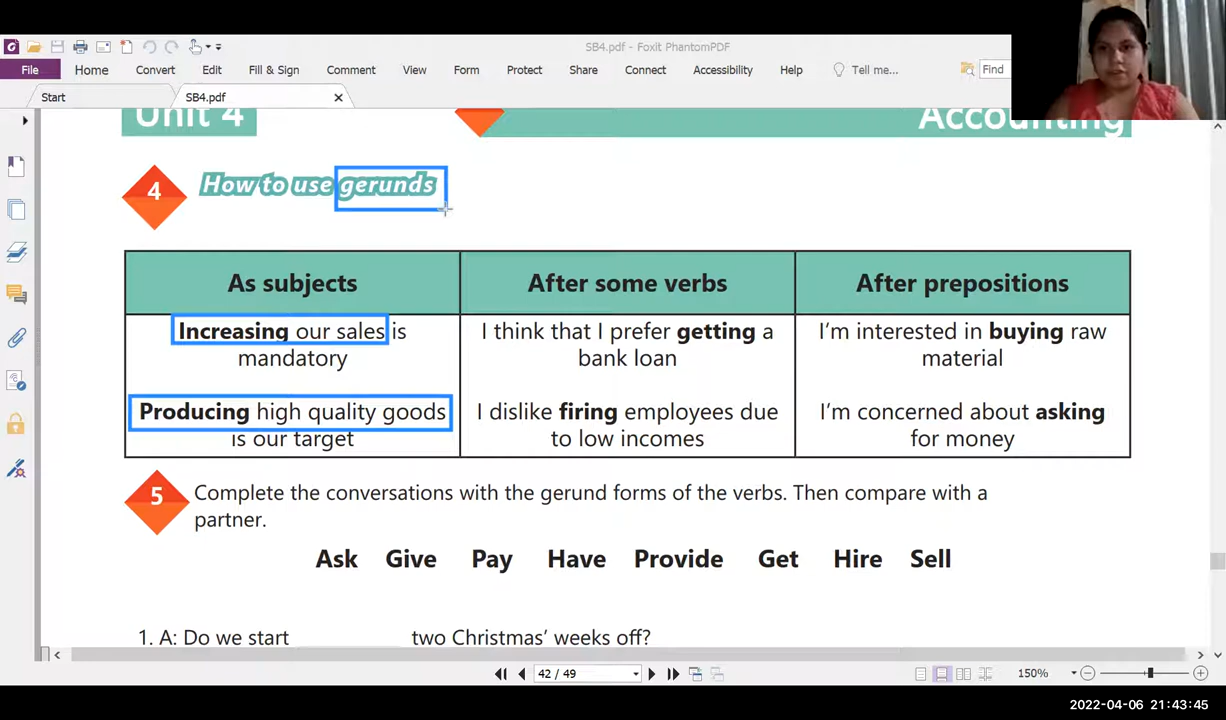 SB4.pdf - Foxit PhantomPDF
File Home Convert Edit Fill & Sign Comment View Form Protect Share Connect Accessibility Help Tell me... Find
Start SB4.pdf
Unit 4 Accounting
4 How to use gerunds
As subjects After some verbs After prepositions
Increasing our sales is I think that I prefer getting a I'm interested in buying raw
mandatory bank loan material
Producing high quality goods I dislike firing employees due I'm concerned about asking
is our target to low incomes for money
5 Complete the conversations with the gerund forms of the verbs. Then compare with a
partner.
Ask Give Pay Have Provide Get Hire Sell
1. A: Do we start ________ two Christmas' weeks off?
42 / 49 150%
2022-04-06 21:43:45